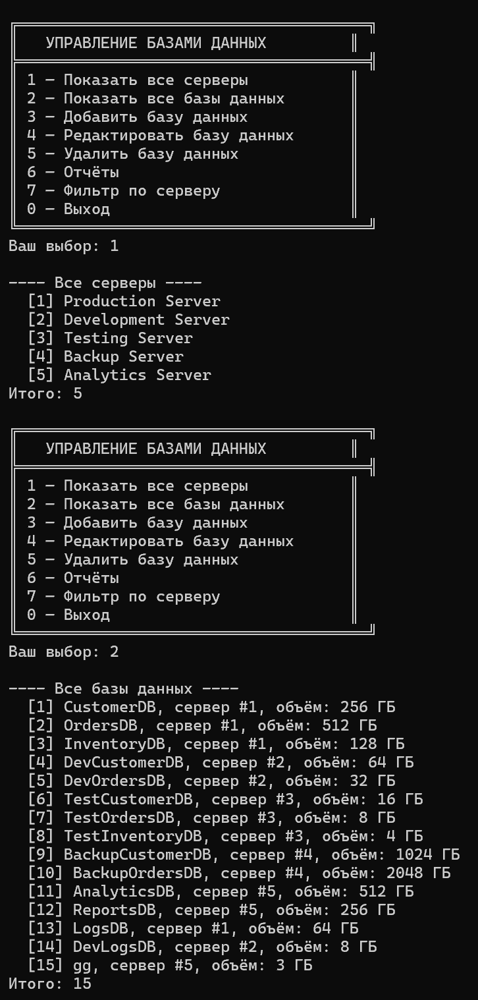 УПРАВЛЕНИЕ БАЗАМИ ДАННЫХ
1 — Показать все серверы
2 — Показать все базы данных
3 — Добавить базу данных
4 — Редактировать базу данных
5 — Удалить базу данных
6 — Отчёты
7 — Фильтр по серверу
0 — Выход
Ваш выбор: 1
---- Все серверы ----
[1] Production Server
[2] Development Server
[3] Testing Server
[4] Backup Server
[5] Analytics Server
Итого: 5
УПРАВЛЕНИЕ БАЗАМИ ДАННЫХ
1 — Показать все серверы
2 — Показать все базы данных
3 — Добавить базу данных
4 — Редактировать базу данных
5 — Удалить базу данных
6 — Отчёты
7 — Фильтр по серверу
0 — Выход
Ваш выбор: 2
---- Все базы данных ----
[1] CustomerDB, сервер #1, объём: 256 ГБ
[2] OrdersDB, сервер #1, объём: 512 ГБ
[3] InventoryDB, сервер #1, объём: 128 ГБ
[4] DevCustomerDB, сервер #2, объём: 64 ГБ
[5] DevOrdersDB, сервер #2, объём: 32 ГБ
[6] TestCustomerDB, сервер #3, объём: 16 ГБ
[7] TestOrdersDB, сервер #3, объём: 8 ГБ
[8] TestInventoryDB, сервер #3, объём: 4 ГБ
[9] BackupCustomerDB, сервер #4, объём: 1024 ГБ
[10] BackupOrdersDB, сервер #4, объём: 2048 ГБ
[11] AnalyticsDB, сервер #5, объём: 512 ГБ
[12] ReportsDB, сервер #5, объём: 256 ГБ
[13] LogsDB, сервер #1, объём: 64 ГБ
[14] DevLogsDB, сервер #2, объём: 8 ГБ
[15] gg, сервер #5, объём: 3 ГБ
Итого: 15